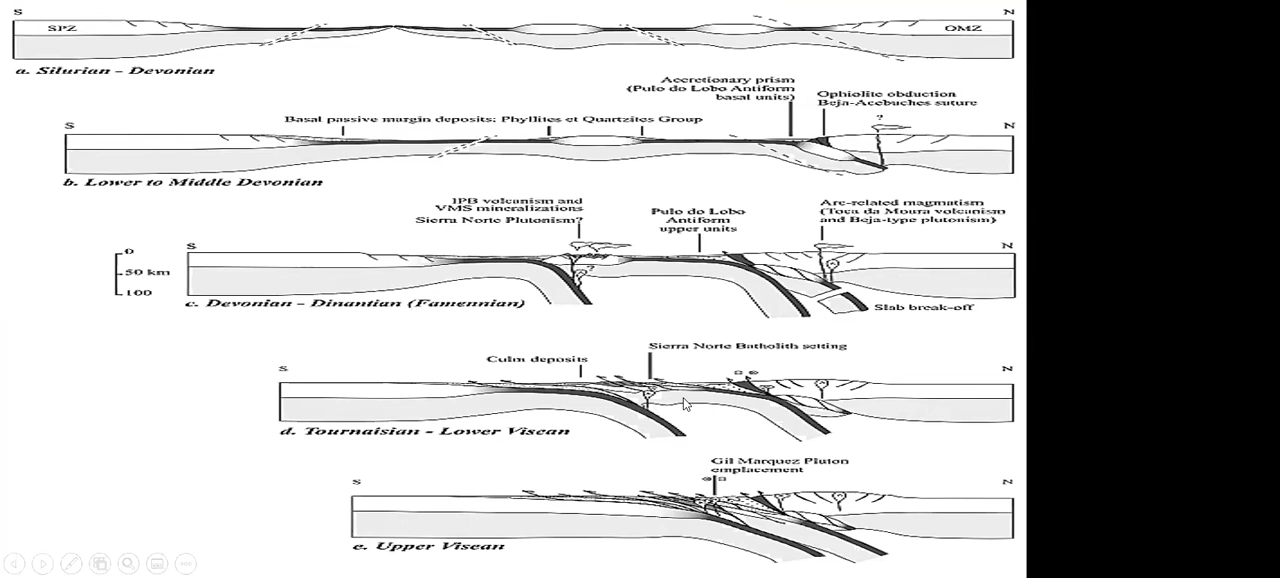 S N
SPZ OMZ
a. Silurian - Devonian
Accretionary prism
(Pulo do Lobo Antiform
basal units)
Ophiolite obduction
Beja-Acebuches suture
Basal passive margin deposits: Phyllites et Quartzites Group
?
S N
b. Lower to Middle Devonian
IPB volcanism and
VMS mineralizations
Sierra Norte Plutonism?
Pulo do Lobo
Antiform
upper units
Arc-related magmatism
(Toca da Moura volcanism
and Beja-type plutonism)
S N
0
50 km
100
?
c. Devonian - Dinantian (Famennian)
Slab break-off
Sierra Norte Batholith setting
Culm deposits
S N
d. Tournaisian - Lower Visean
Gil Marquez Pluton
emplacement
S N
e. Upper Visean